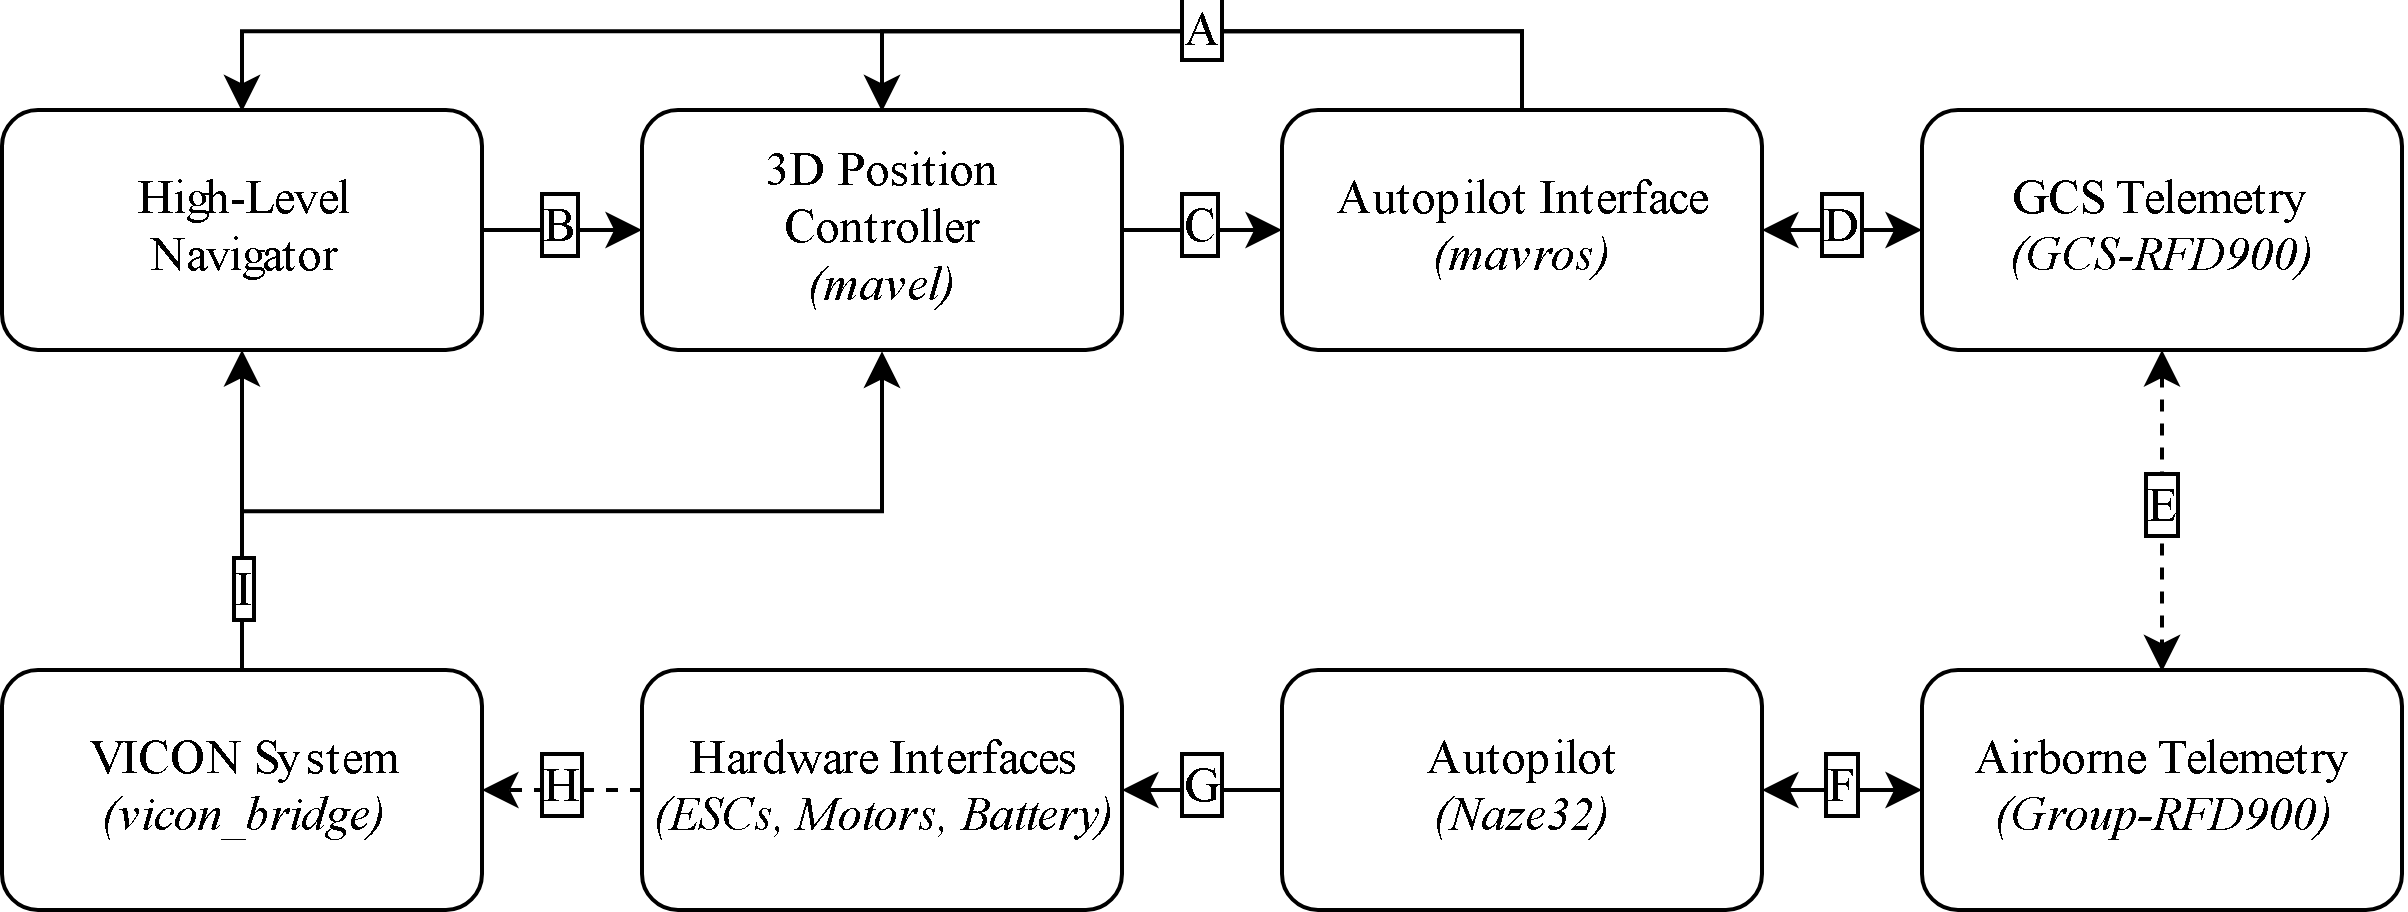 A
High-Level
Navigator
B
3D Position
Controller
(mavel)
C
Autopilot Interface
(mavros)
D
GCS Telemetry
(GCS-RFD900)
E
I
VICON System
(vicon_bridge)
H
Hardware Interfaces
(ESCs, Motors, Battery)
G
Autopilot
(Naze32)
F
Airborne Telemetry
(Group-RFD900)